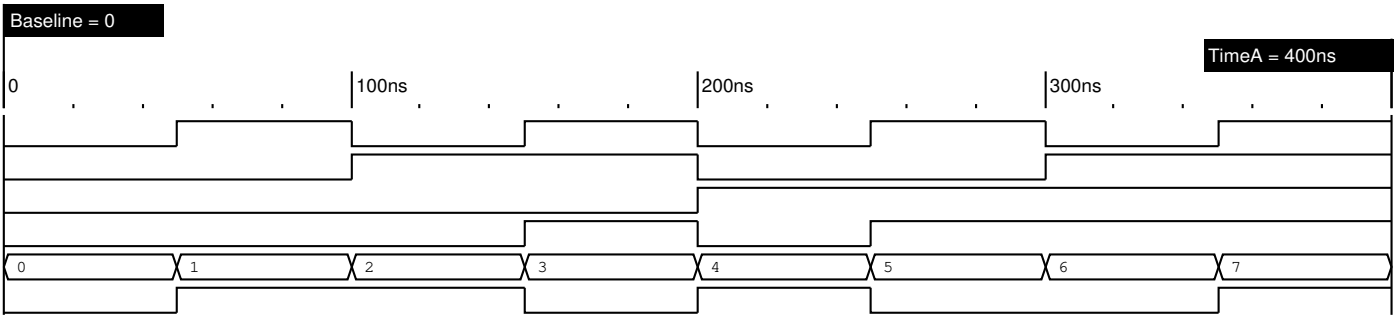 Baseline = 0
TimeA = 400ns
0 100ns 200ns 300ns
0 1 2 3 4 5 6 7